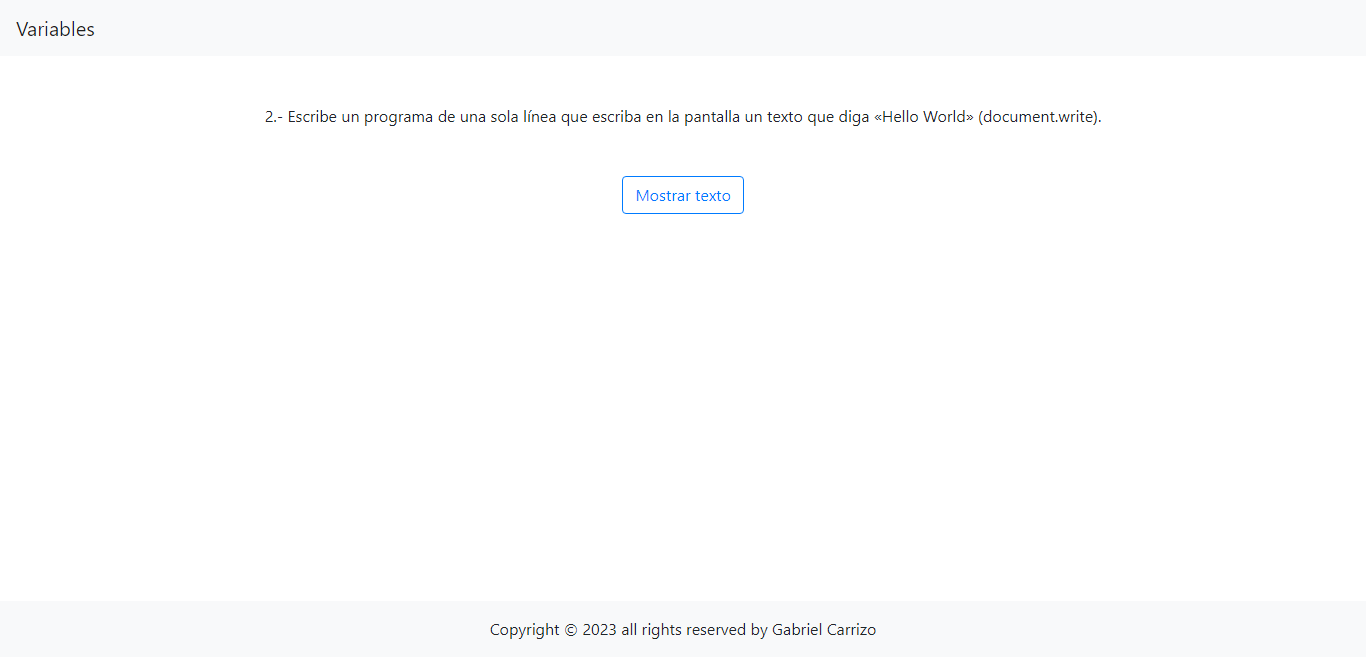 Variables
2.- Escribe un programa de una sola línea que escriba en la pantalla un texto que diga «Hello World» (document.write).
Mostrar texto
Copyright © 2023 all rights reserved by Gabriel Carrizo